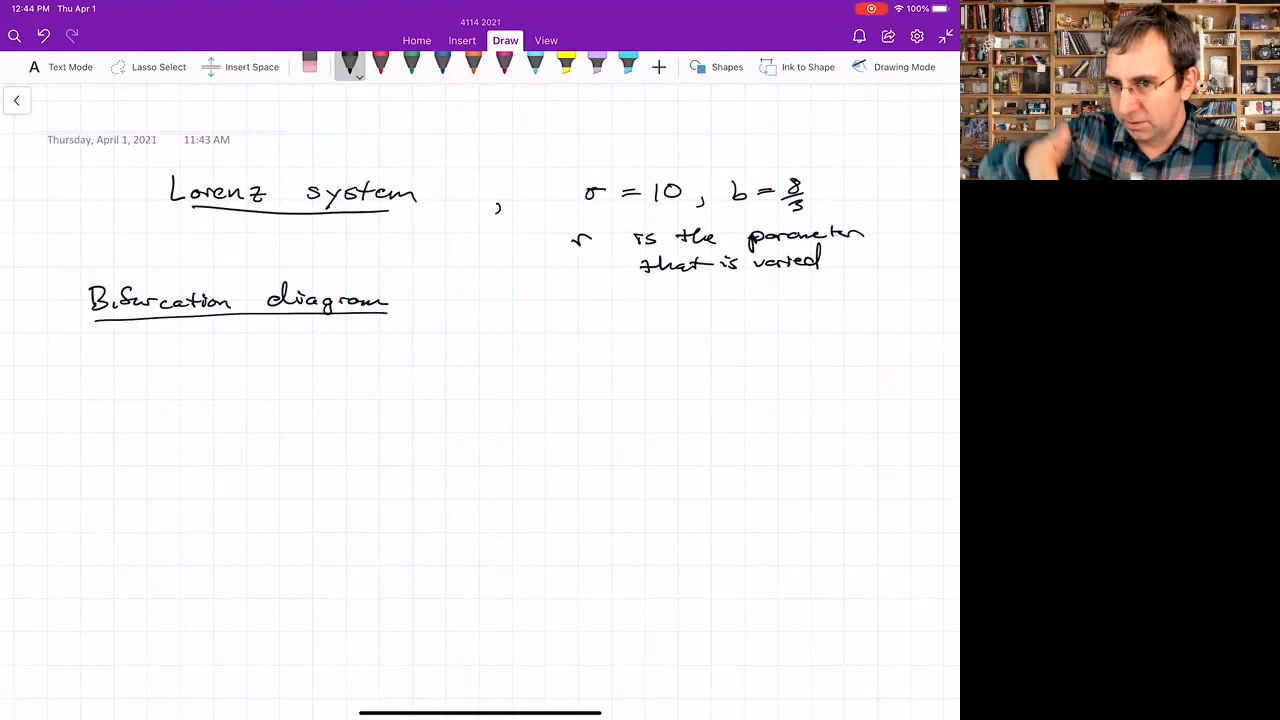 12:44 PM Thu Apr 1
100%
4114 2021
Home Insert Draw View
Text Mode Lasso Select Insert Space Shapes Ink to Shape Drawing Mode
Thursday, April 1, 2021 11:43 AM
Lorenz system , σ = 10, b = 8/3
r is the parameter
that is varied
Bifurcation diagram